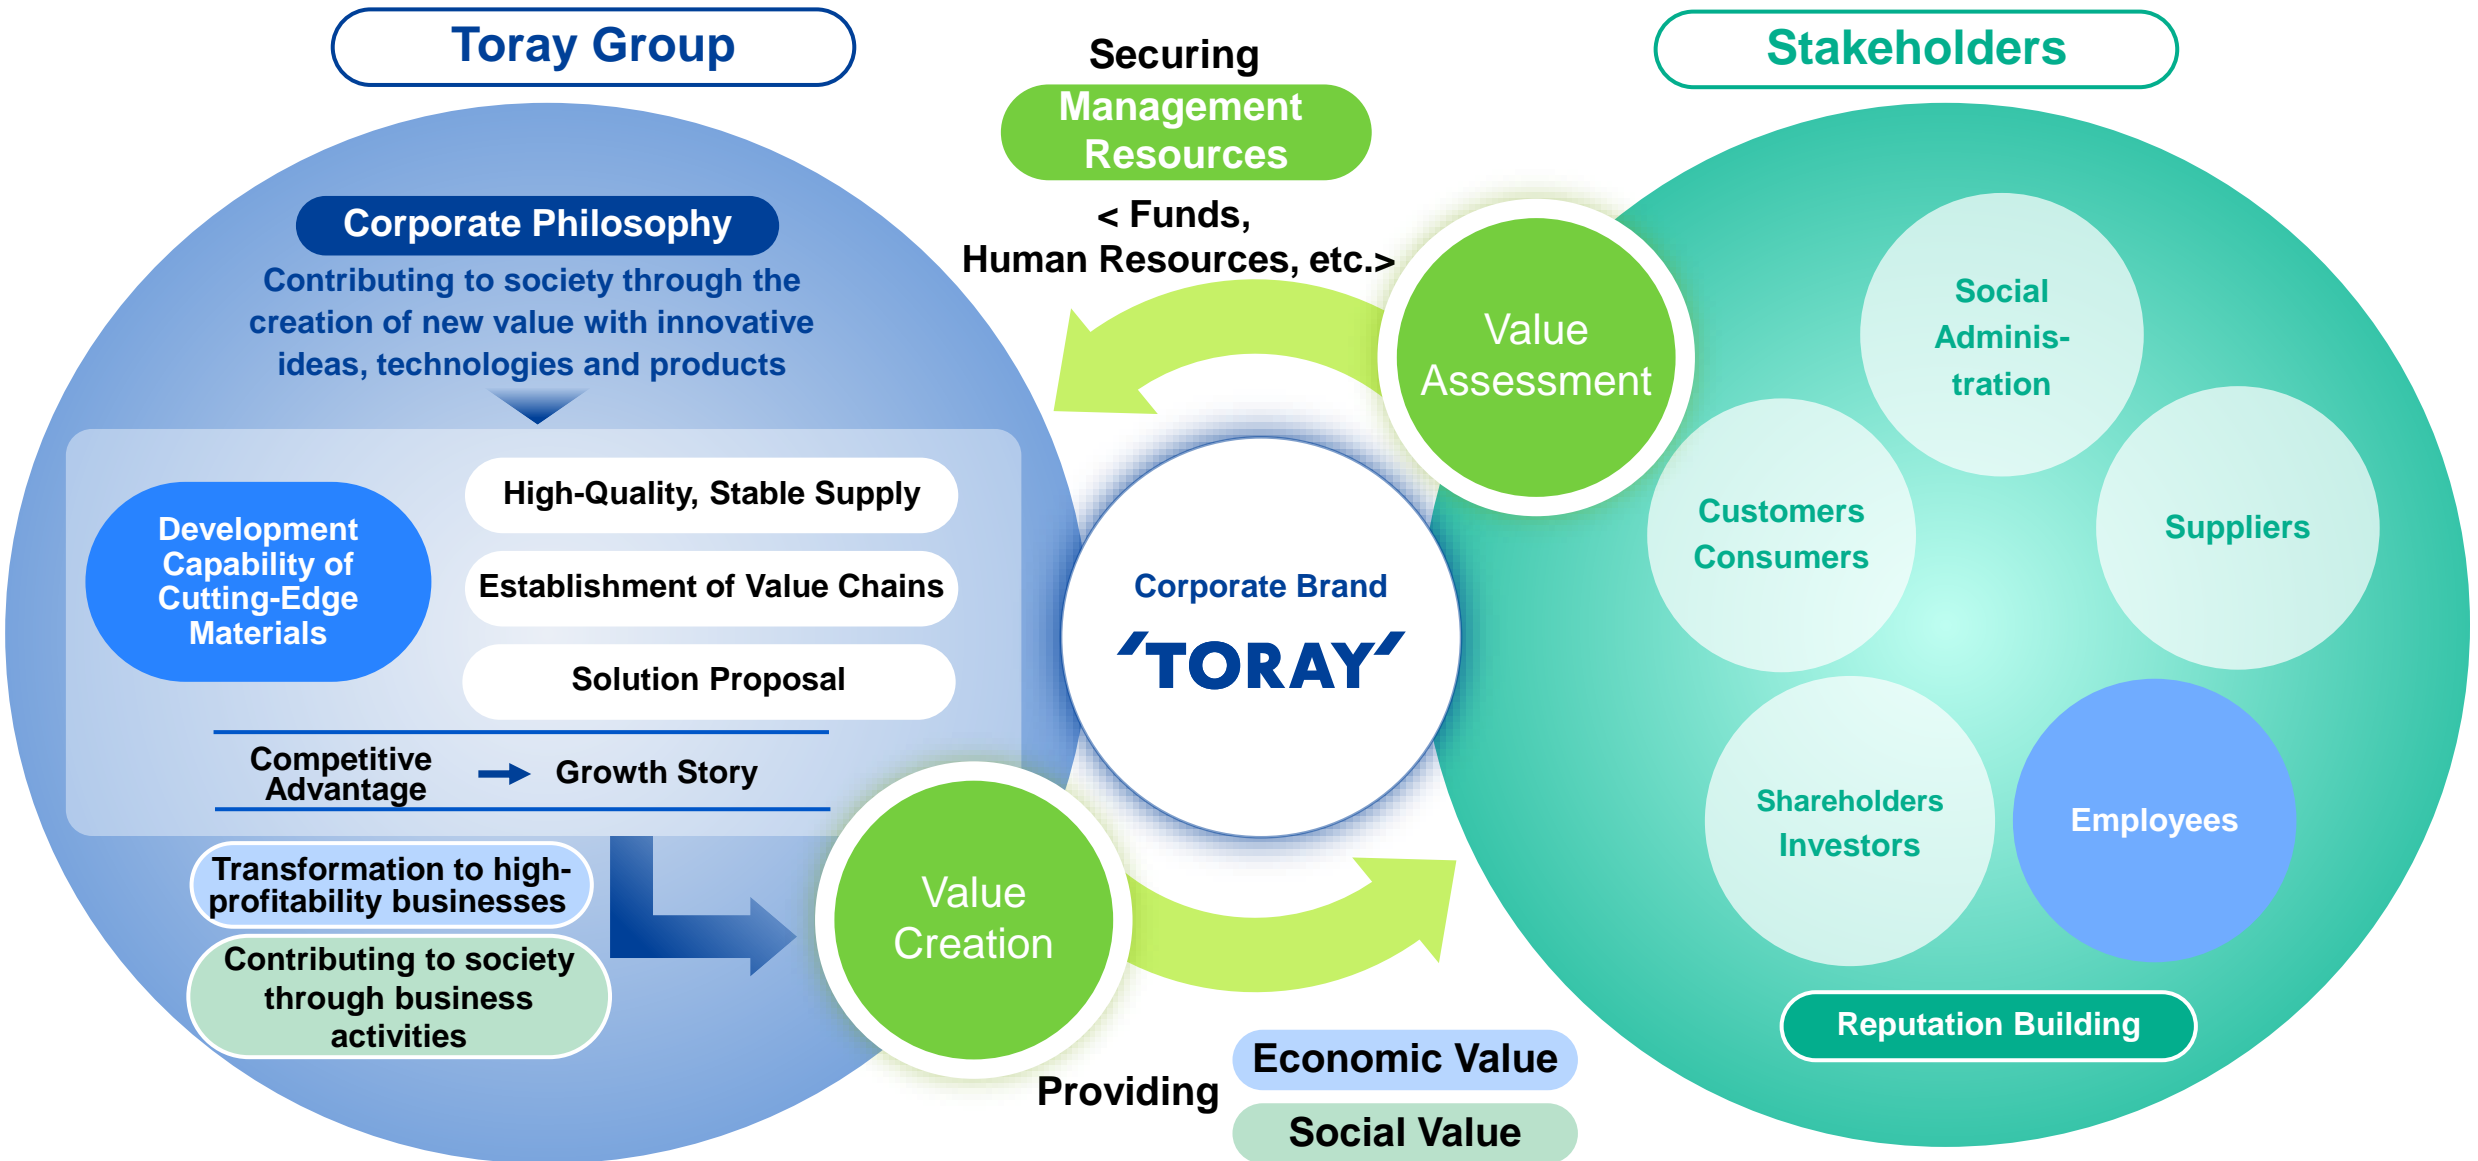 Toray Group
Corporate Philosophy
Contributing to society through the
creation of new value with innovative
ideas, technologies and products
Development
Capability of
Cutting-Edge
Materials
High-Quality, Stable Supply
Establishment of Value Chains
Solution Proposal
Competitive
Advantage
Growth Story
Transformation to high-
profitability businesses
Contributing to society
through business
activities
Value
Creation
Securing
Management
Resources
< Funds,
Human Resources, etc.>
Value
Assessment
Corporate Brand
'TORAY'
Providing
Economic Value
Social Value
Stakeholders
Social
Adminis-
tration
Customers
Consumers
Suppliers
Shareholders
Investors
Employees
Reputation Building